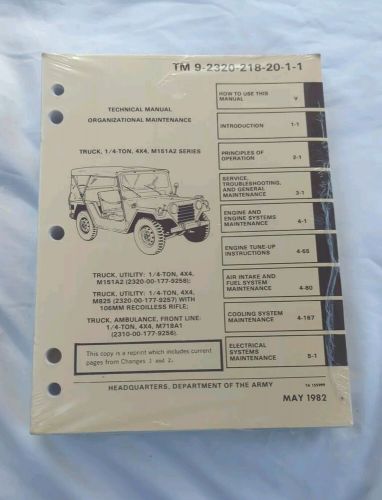 TM 9-2320-218-20-1-1
TECHNICAL MANUAL
ORGANIZATIONAL MAINTENANCE
TRUCK, 1/4-TON, 4X4, M151A2 SERIES
TRUCK, UTILITY: 1/4-TON, 4X4,
M151A2 (2320-00-177-9256);
TRUCK, UTILITY: 1/4-TON, 4X4,
M825 (2320-00-177-9257) WITH
106MM RECOILLESS RIFLE;
TRUCK, AMBULANCE, FRONT LINE:
1/4-TON, 4X4, M718A1
(2310-00-177-9256).
This copy is a reprint which includes current
pages from Changes 1 and 2.
HOW TO USE THIS
MANUAL V
INTRODUCTION 1-1
PRINCIPLES OF
OPERATION 2-1
SERVICE,
TROUBLESHOOTING,
AND GENERAL
MAINTENANCE 3-1
ENGINE AND
ENGINE SYSTEMS
MAINTENANCE 4-1
ENGINE TUNE-UP
INSTRUCTIONS 4-65
AIR INTAKE AND
FUEL SYSTEM
MAINTENANCE 4-80
COOLING SYSTEM
MAINTENANCE 4-167
ELECTRICAL
SYSTEMS
MAINTENANCE 5-1
HEADQUARTERS, DEPARTMENT OF THE ARMY
MAY 1982